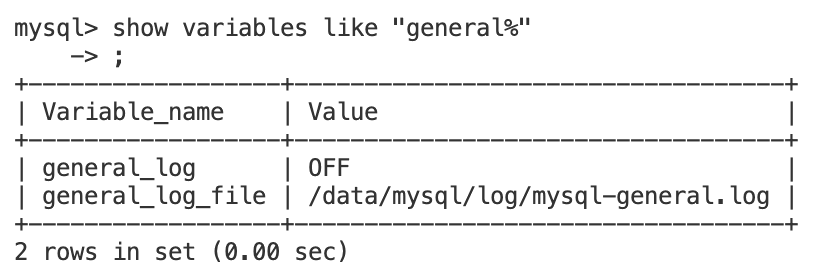 mysql> show variables like "general%"
    -> ;
+------------------+-----------------------------------+
| Variable_name    | Value                             |
+------------------+-----------------------------------+
| general_log      | OFF                               |
| general_log_file | /data/mysql/log/mysql-general.log |
+------------------+-----------------------------------+
2 rows in set (0.00 sec)